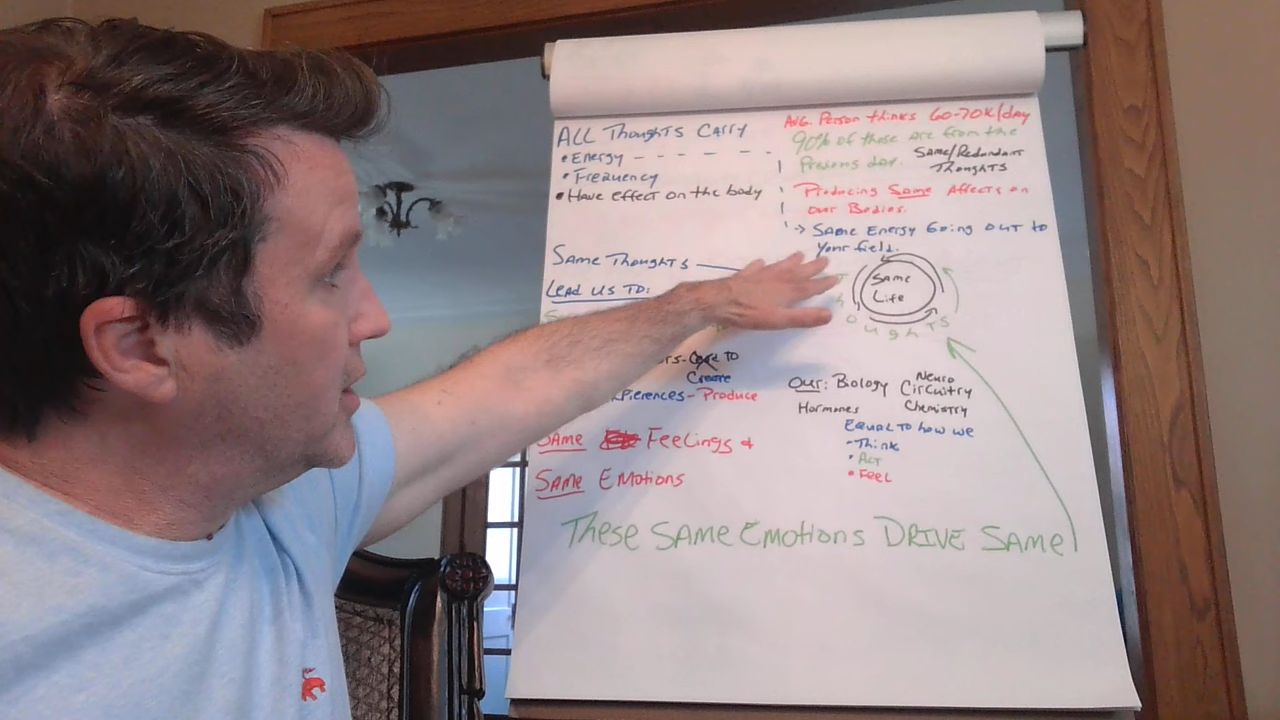 ALL Thoughts Carry
• Energy - - - - - -
• Frequency
• Have effect on the body
AVG. Person thinks 60-70K/day
90% of those are from the
Previous day. SAME/Redundant
Thoughts
Producing Same Affects on
our Bodies.
-> SAME Energy Going OUT to
your field.
Same Thoughts
Lead US TO:
SAME
Life
oughts
to
Create
Produce
SAME Feelings &
SAME Emotions
Our: Biology Neuro
Circuitry
Hormones Chemistry
Equal to how we
- Think
• Act
• Feel
These SAME Emotions DRIVE SAME